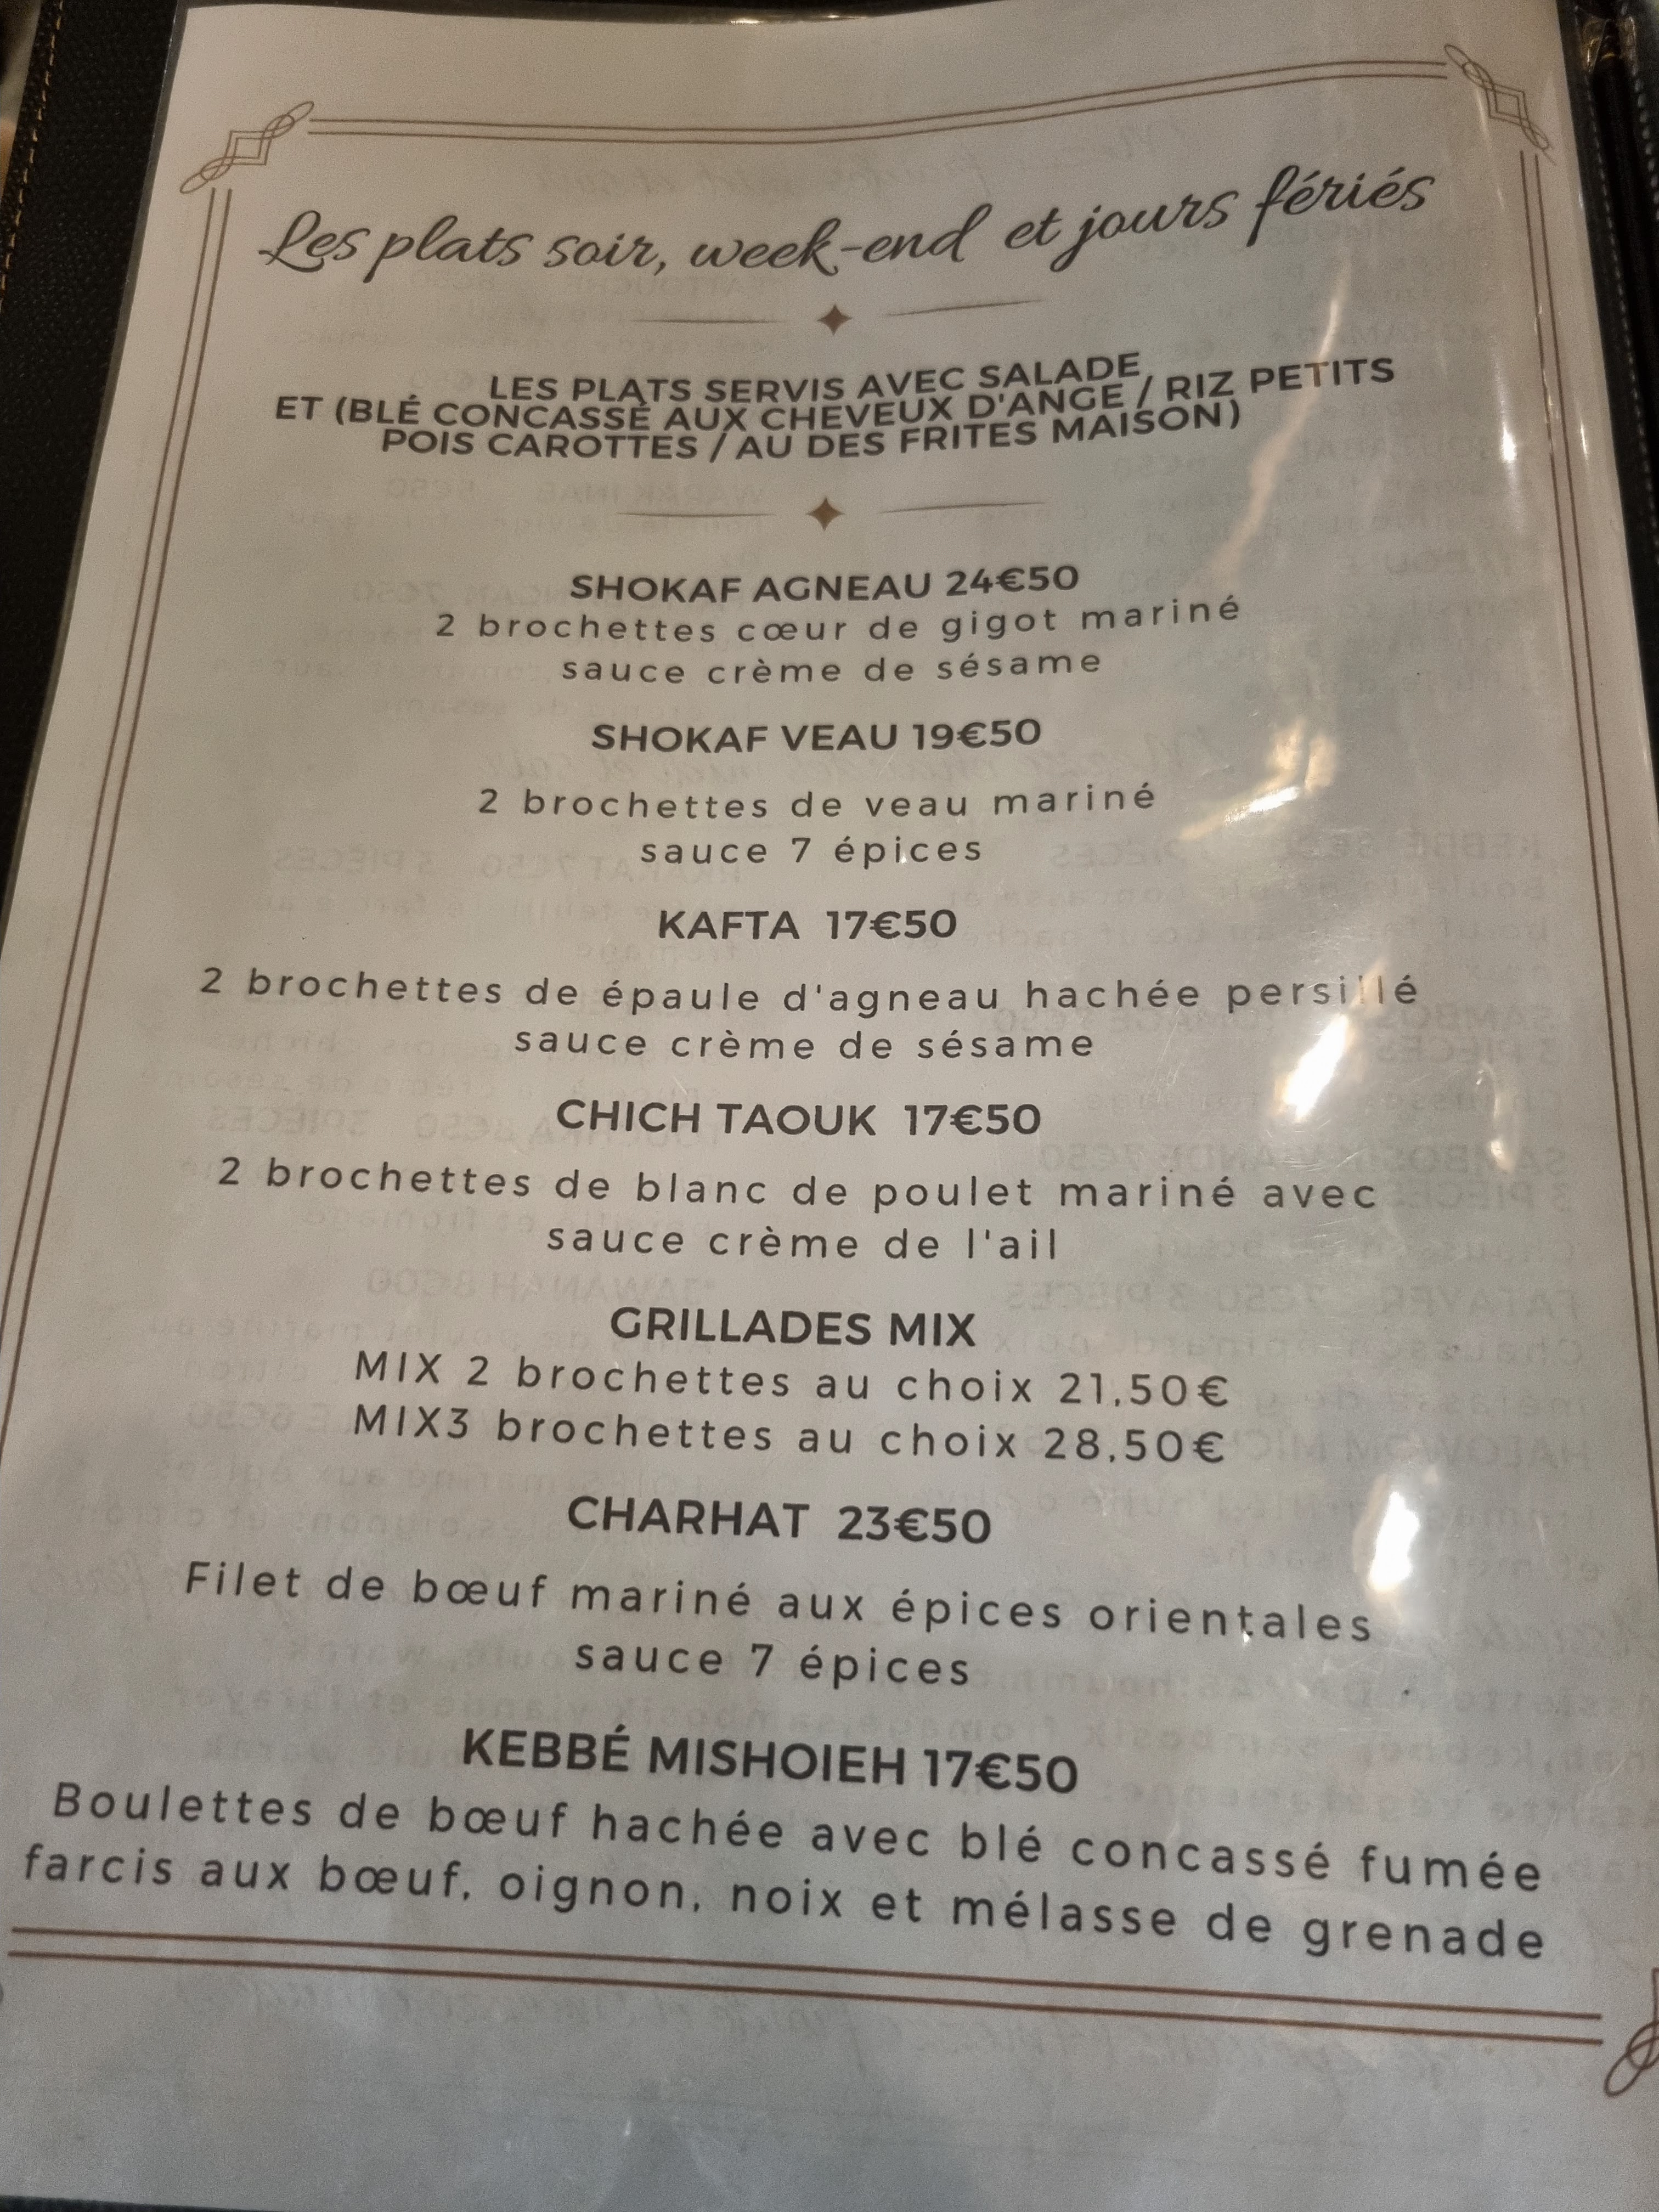 Les plats soir, week-end et jours fériés
LES PLATS SERVIS AVEC SALADE
ET (BLÉ CONCASSÉ AUX CHEVEUX D'ANGE / RIZ PETITS
POIS CAROTTES / AU DES FRITES MAISON)
SHOKAF AGNEAU 24€50
2 brochettes cœur de gigot mariné
sauce crème de sésame
SHOKAF VEAU 19€50
2 brochettes de veau mariné
sauce 7 épices
KAFTA 17€50
2 brochettes de épaule d'agneau hachée persillé
sauce crème de sésame
CHICH TAOUK 17€50
2 brochettes de blanc de poulet mariné avec
sauce crème de l'ail
GRILLADES MIX
MIX 2 brochettes au choix 21,50€
MIX3 brochettes au choix 28,50€
CHARHAT 23€50
Filet de bœuf mariné aux épices orientales
sauce 7 épices
KEBBÉ MISHOIEH 17€50
Boulettes de bœuf hachée avec blé concassé fumée
farcis aux bœuf, oignon, noix et mélasse de grenade